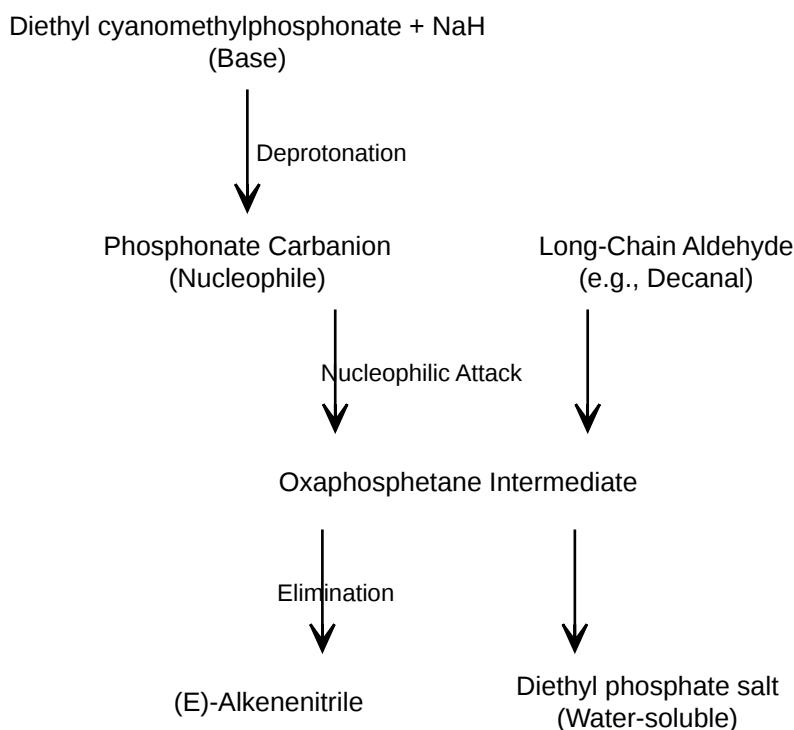 Diethyl cyanomethylphosphonate + NaH
(Base)
Deprotonation
Phosphonate Carbanion
(Nucleophile)
Long-Chain Aldehyde
(e.g., Decanal)
Nucleophilic Attack
Oxaphosphetane Intermediate
Elimination
(E)-Alkenenitrile
Diethyl phosphate salt
(Water-soluble)